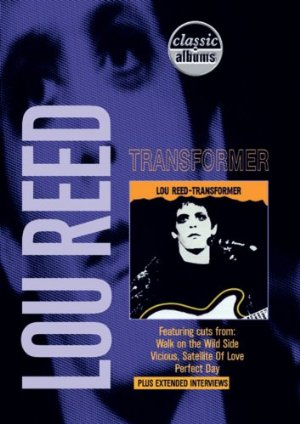 classic
albums
LOU REED
TRANSFORMER
LOU REED-TRANSFORMER
Featuring cuts from:
Walk on the Wild Side
Vicious, Satellite Of Love
Perfect Day
PLUS EXTENDED INTERVIEWS